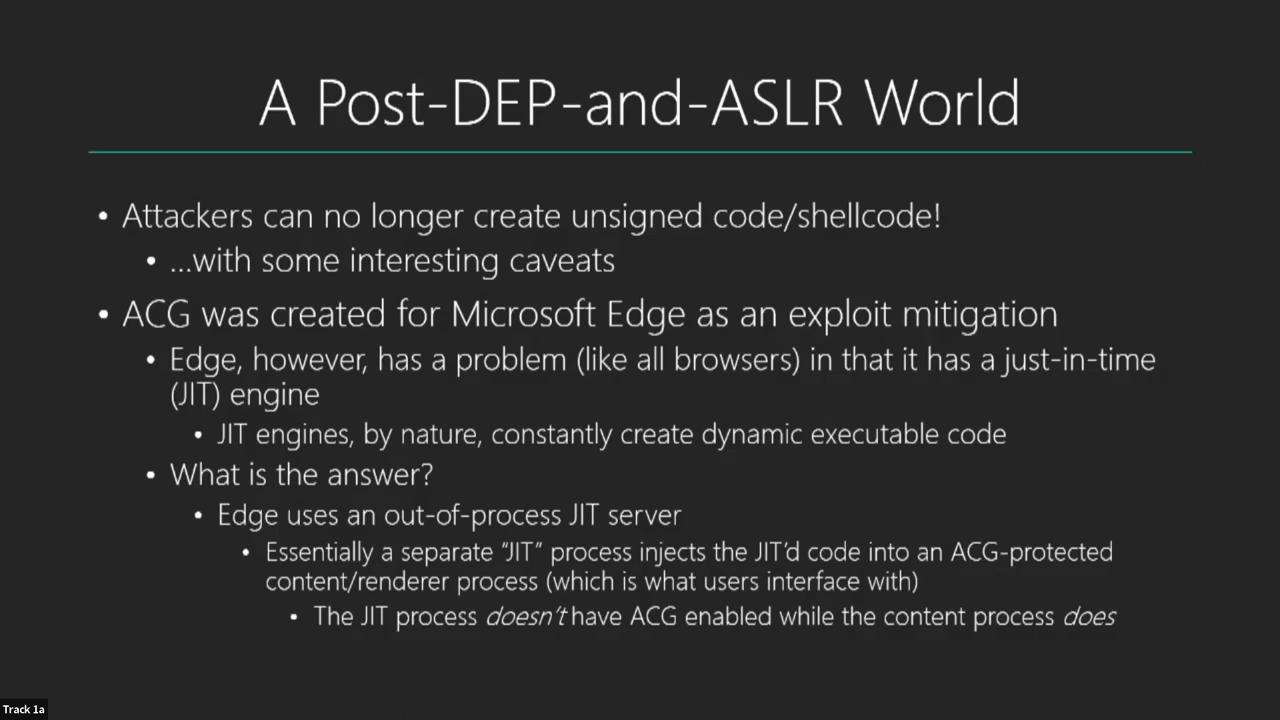 A Post-DEP-and-ASLR World
• Attackers can no longer create unsigned code/shellcode!
• ...with some interesting caveats
• ACG was created for Microsoft Edge as an exploit mitigation
• Edge, however, has a problem (like all browsers) in that it has a just-in-time
(JIT) engine
• JIT engines, by nature, constantly create dynamic executable code
• What is the answer?
• Edge uses an out-of-process JIT server
• Essentially a separate “JIT” process injects the JIT’d code into an ACG-protected
content/renderer process (which is what users interface with)
• The JIT process doesn’t have ACG enabled while the content process does
Track 1a